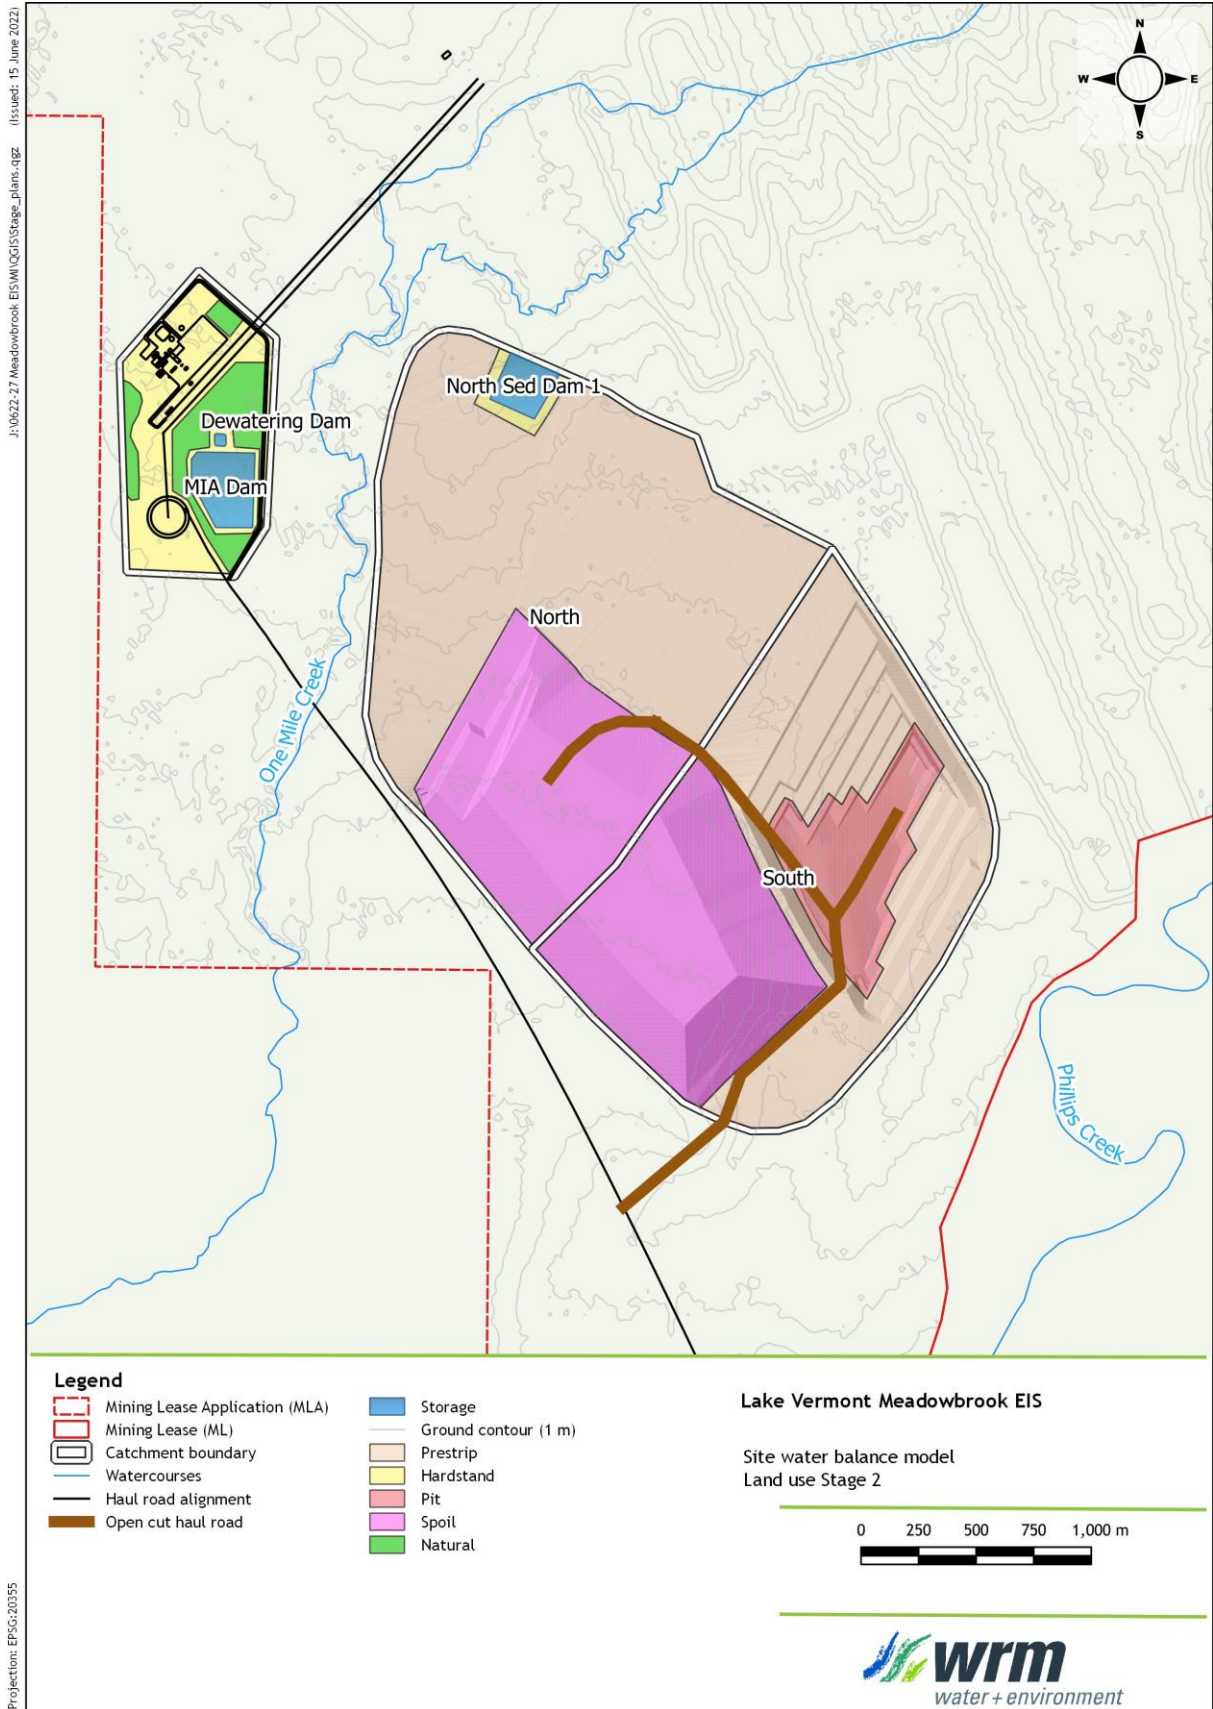 J:\0622-27 Meadowbrook EIS\WI\QGIS\Stage_plans.qgz (Issued: 15 June 2022)
N
W
E
S
North Sed Dam 1
Dewatering Dam
MIA Dam
North
One Mile Creek
South
Phillips Creek
Legend
Mining Lease Application (MLA)
Mining Lease (ML)
Catchment boundary
Watercourses
Haul road alignment
Open cut haul road
Storage
Ground contour (1 m)
Prestrip
Hardstand
Pit
Spoil
Natural
Lake Vermont Meadowbrook EIS
Site water balance model
Land use Stage 2
0 250 500 750 1,000 m
Projection: EPSG:20355
wrm
water + environment